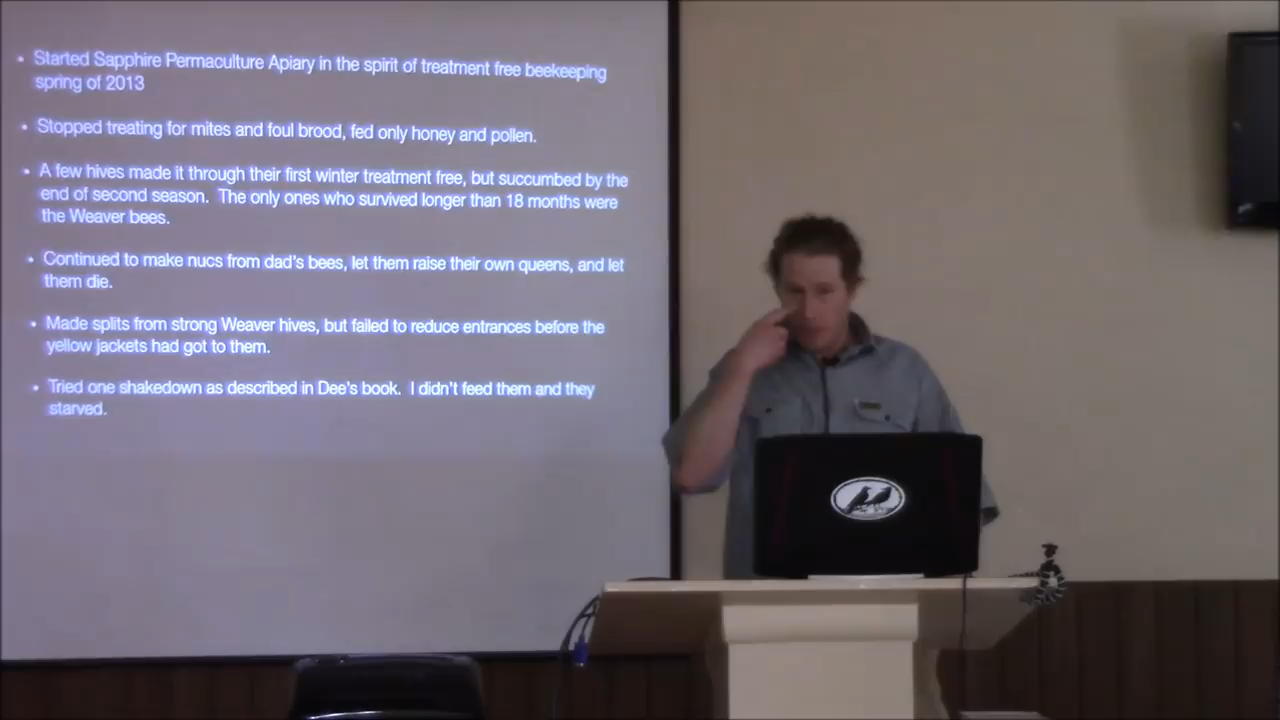 • Started Sapphire Permaculture Apiary in the spirit of treatment free beekeeping
spring of 2013
• Stopped treating for mites and foul brood, fed only honey and pollen.
• A few hives made it through their first winter treatment free, but succumbed by the
end of second season. The only ones who survived longer than 18 months were
the Weaver bees.
• Continued to make nucs from dad's bees, let them raise their own queens, and let
them die.
• Made splits from strong Weaver hives, but failed to reduce entrances before the
yellow jackets had got to them.
• Tried one shakedown as described in Dee's book. I didn't feed them and they
starved.